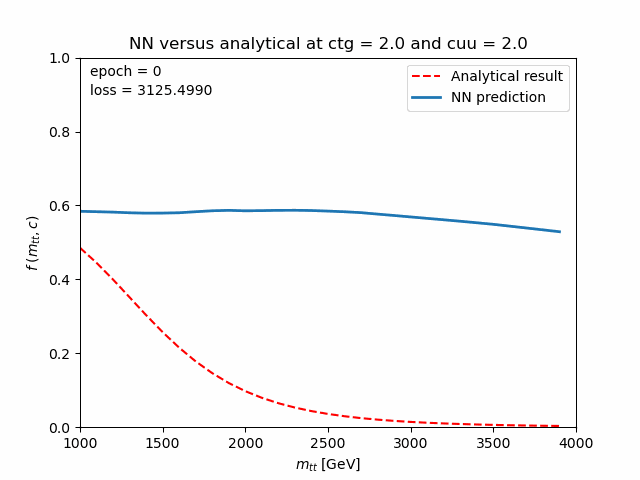 NN versus analytical at ctg = 2.0 and cuu = 2.0
epoch = 0
loss = 3125.4990
Analytical result
NN prediction
1.0
0.8
0.6
0.4
0.2
0.0
f (m_tt, c)
1000
1500
2000
2500
3000
3500
4000
m_tt [GeV]